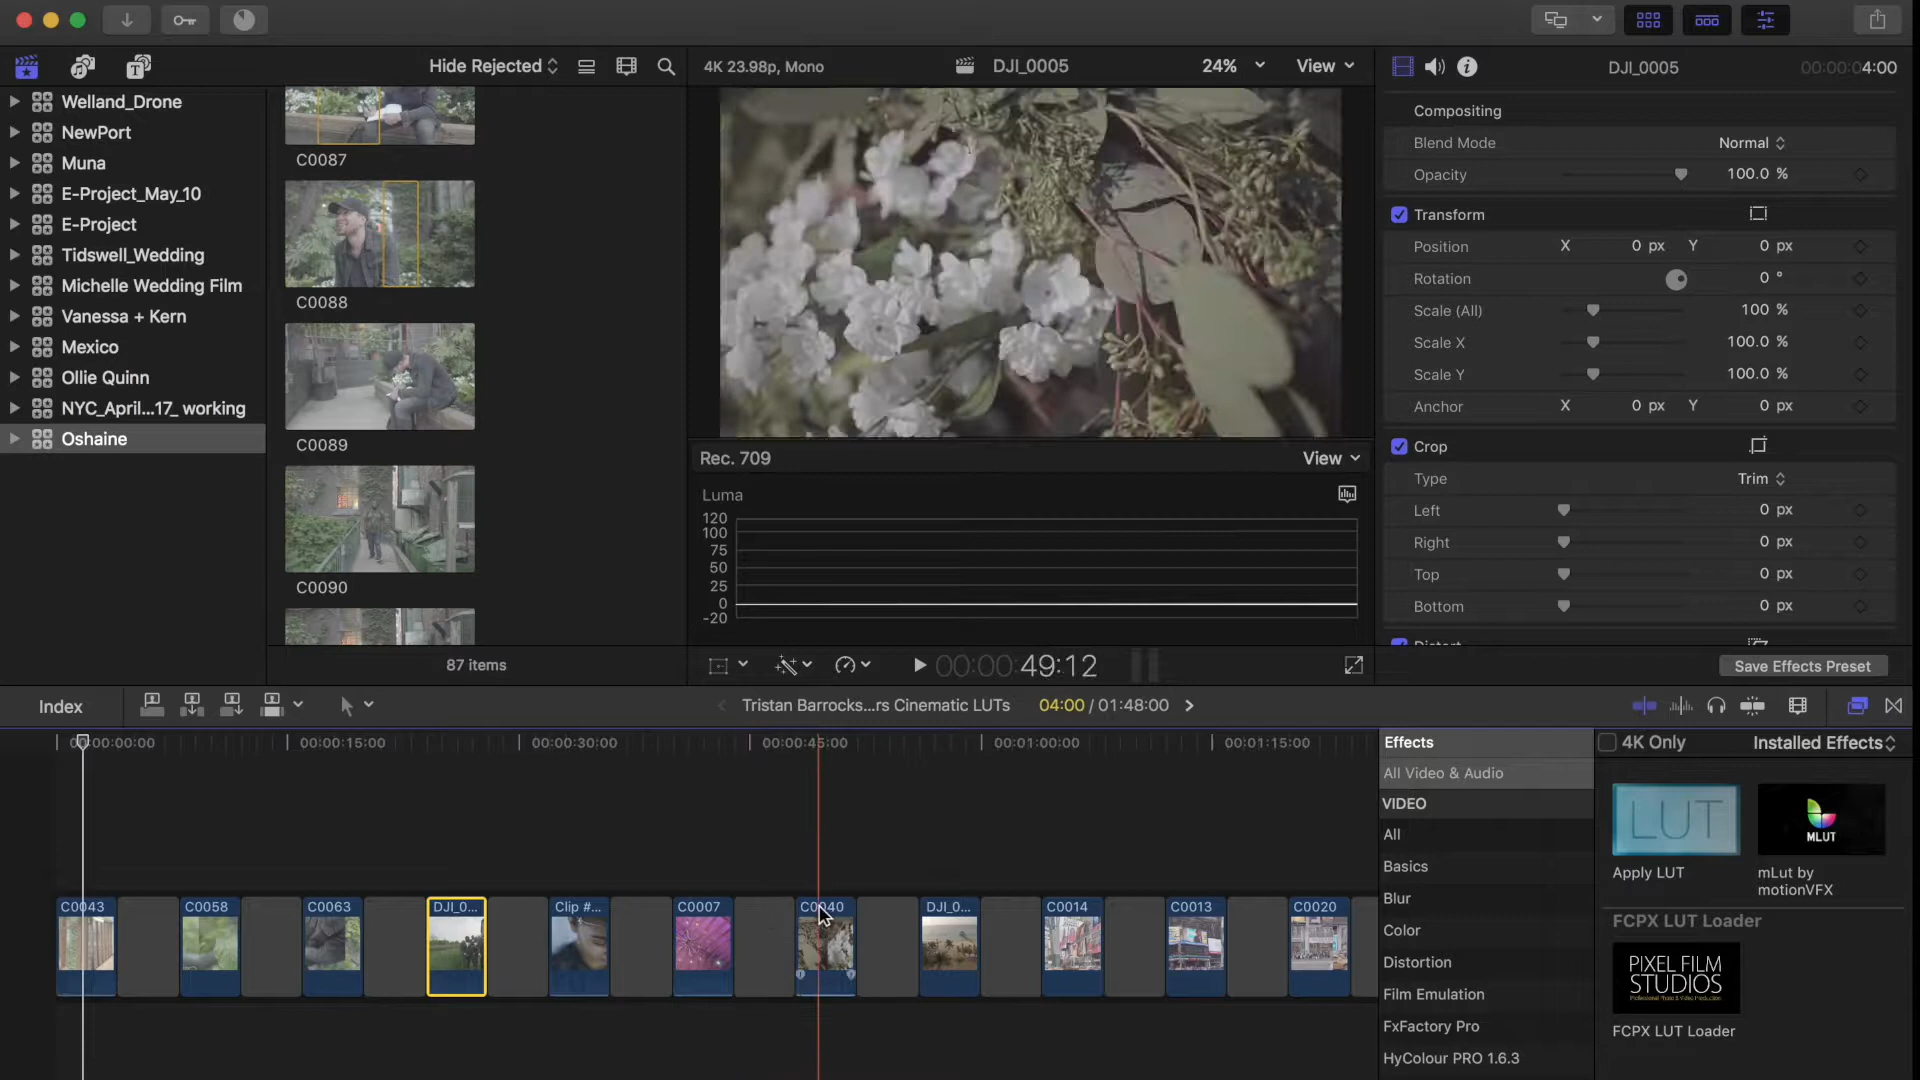 Hide Rejected
4K 23.98p, Mono
DJI_0005
24%
View
DJI_0005
00:00:04:00
Welland_Drone
NewPort
Muna
E-Project_May_10
E-Project
Tidswell_Wedding
Michelle Wedding Film
Vanessa + Kern
Mexico
Ollie Quinn
NYC_April...17_ working
Oshaine
C0087
C0088
C0089
C0090
87 items
Rec. 709
View
Luma
120
100
75
50
25
0
-20
00:00:49:12
Compositing
Blend Mode
Normal
Opacity
100.0 %
Transform
Position
X
0 px
Y
0 px
Rotation
0 °
Scale (All)
100 %
Scale X
100.0 %
Scale Y
100.0 %
Anchor
X
0 px
Y
0 px
Crop
Type
Trim
Left
0 px
Right
0 px
Top
0 px
Bottom
0 px
Save Effects Preset
Index
Tristan Barrocks...rs Cinematic LUTs
04:00 / 01:48:00
00:00:00:00
00:00:15:00
00:00:30:00
00:00:45:00
00:01:00:00
00:01:15:00
C0043
C0058
C0063
DJI_0...
Clip #...
C0007
C0040
DJI_0...
C0014
C0013
C0020
Effects
All Video & Audio
VIDEO
All
Basics
Blur
Color
Distortion
Film Emulation
FxFactory Pro
HyColour PRO 1.6.3
4K Only
Installed Effects
LUT
MLUT
Apply LUT
mLut by
motionVFX
FCPX LUT Loader
PIXEL FILM
STUDIOS
FCPX LUT Loader